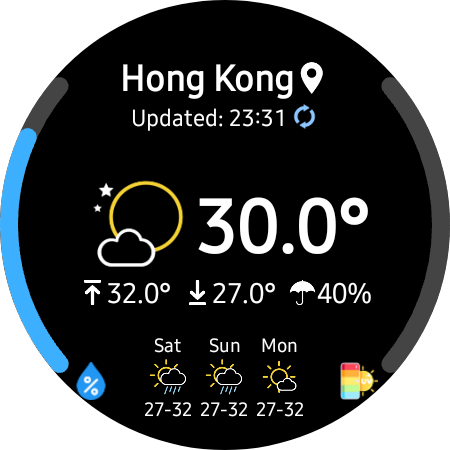 Hong Kong
Updated: 23:31
30.0°
32.0° 27.0° 40%
Sat Sun Mon
27-32 27-32 27-32
%
UV